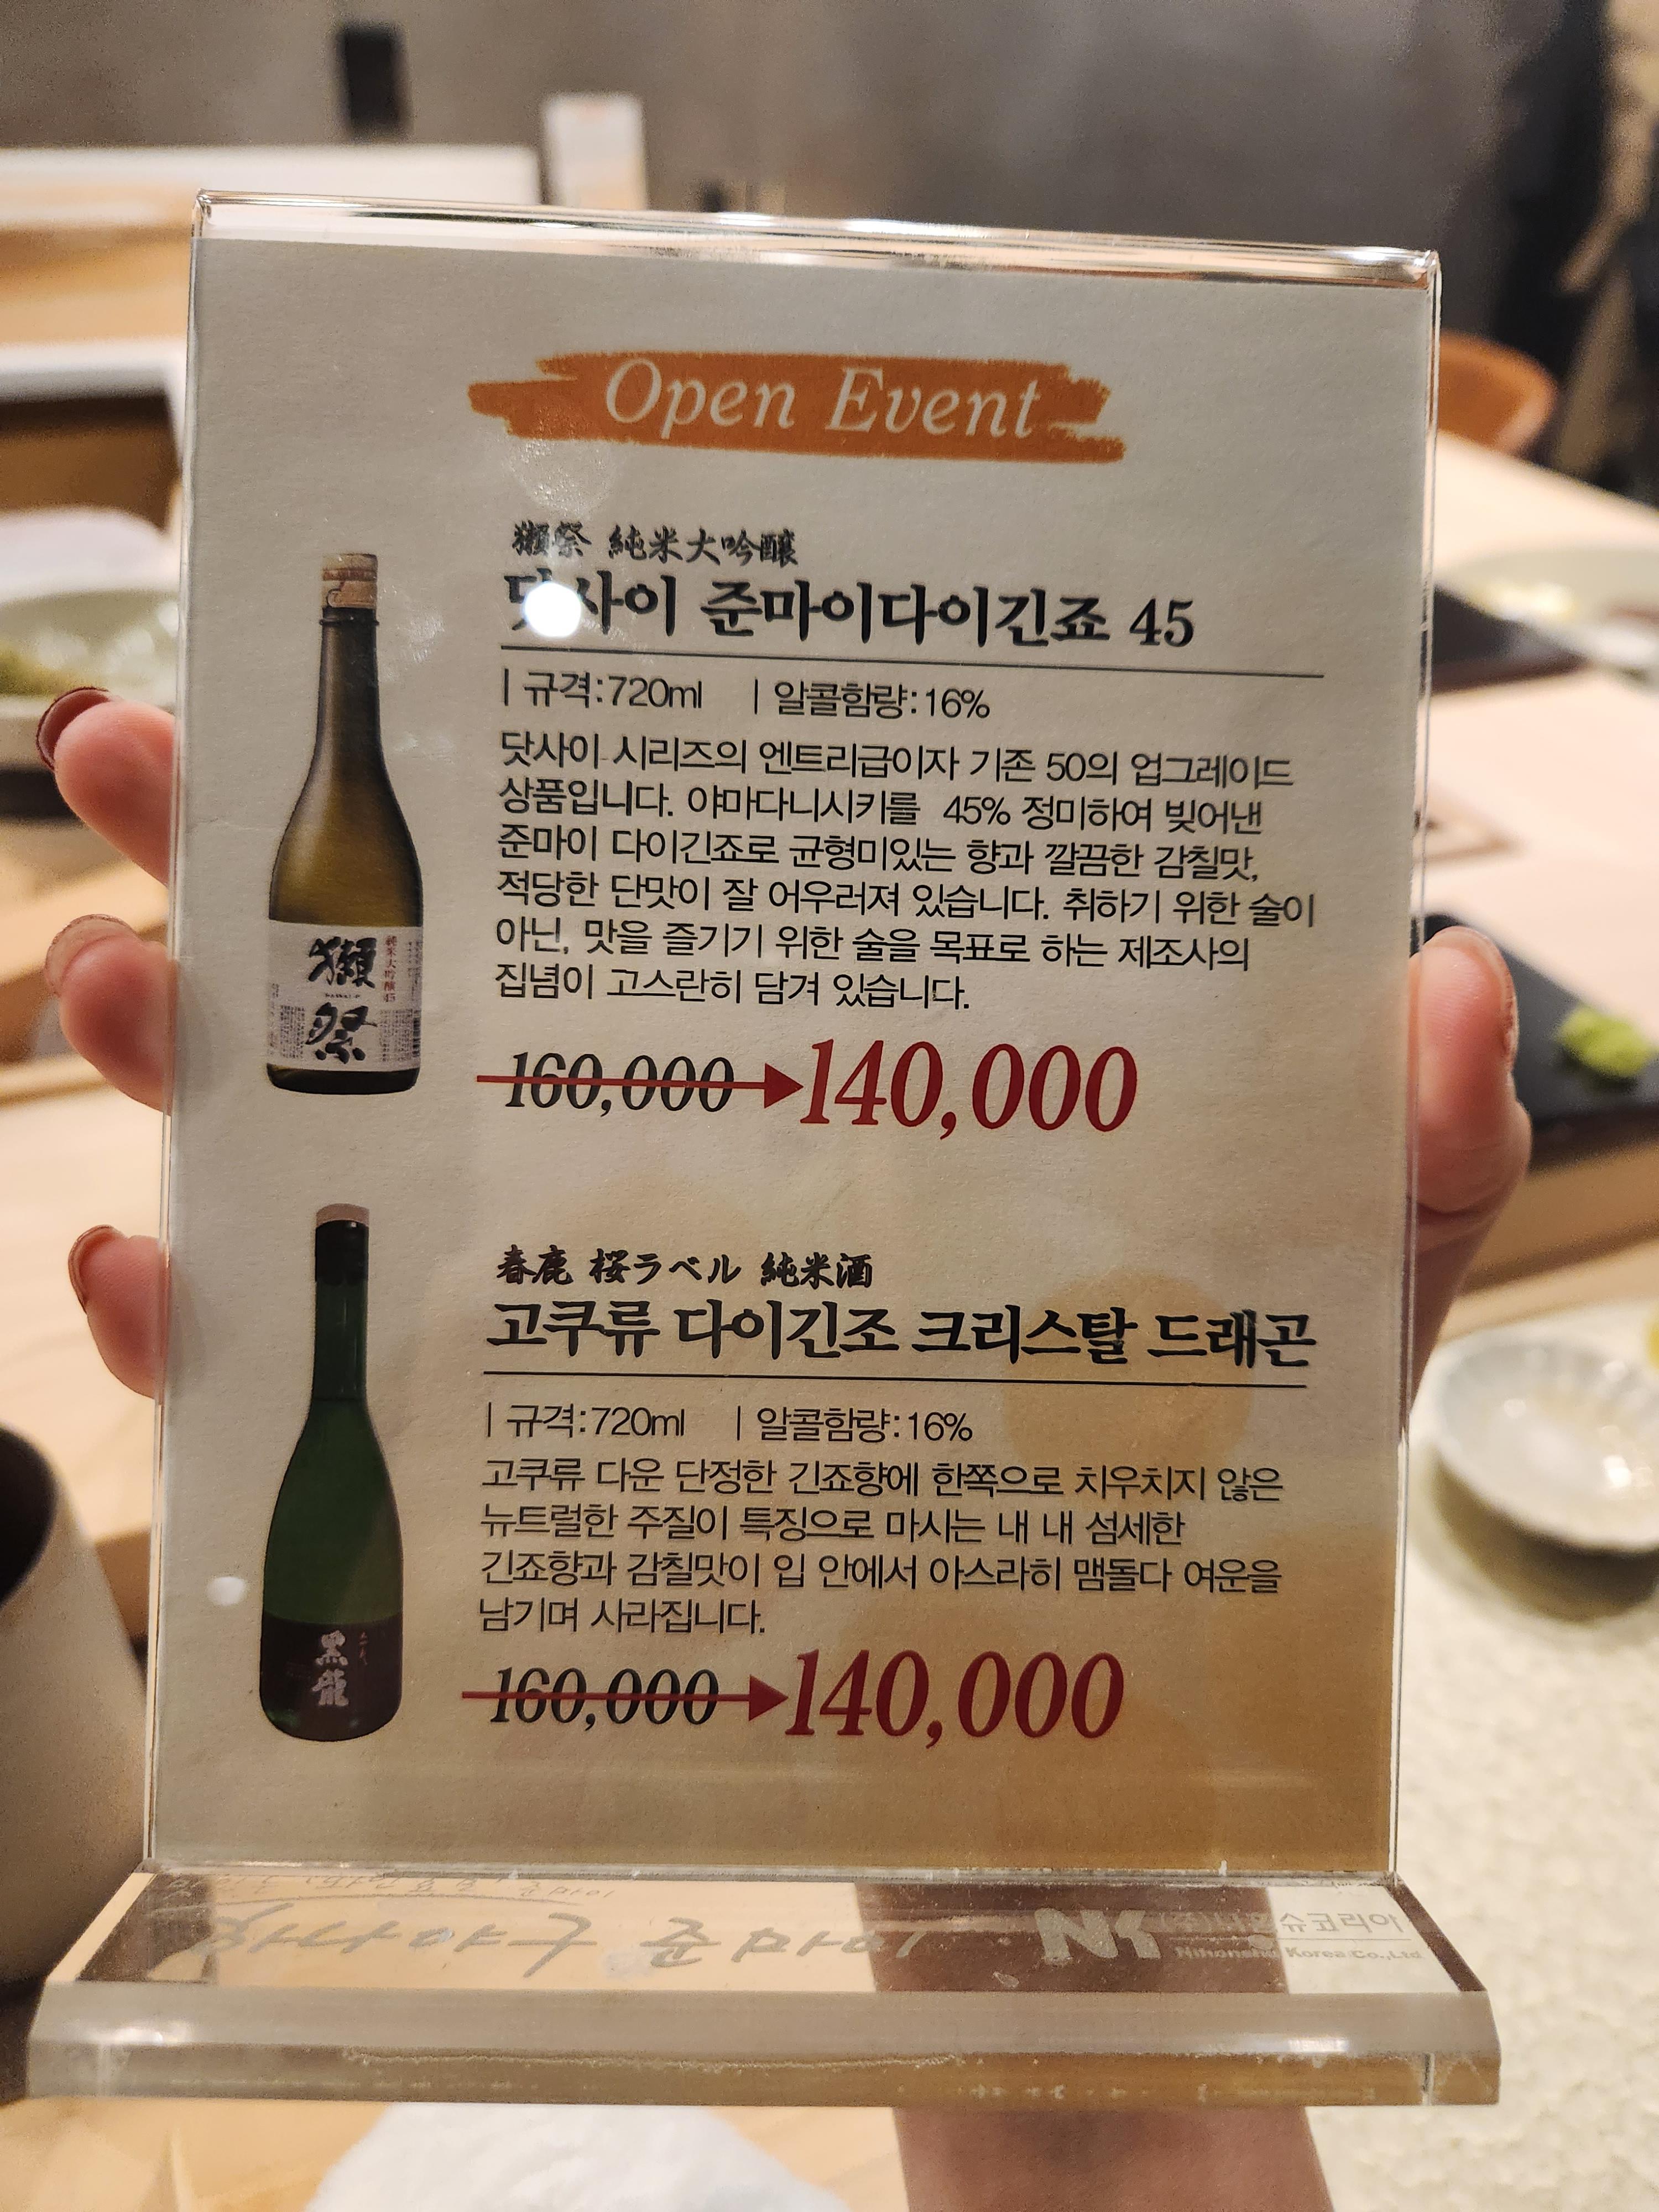 Open Event
獺祭 純米大吟醸
닷사이 준마이다이긴죠 45
| 규격:720ml | 알콜함량:16%
닷사이 시리즈의 엔트리급이자 기존 50의 업그레이드
상품입니다. 야마다니시키를 45% 정미하여 빚어낸
준마이 다이긴죠로 균형미있는 향과 깔끔한 감칠맛,
적당한 단맛이 잘 어우러져 있습니다. 취하기 위한 술이
아닌, 맛을 즐기기 위한 술을 목표로 하는 제조사의
집념이 고스란히 담겨 있습니다.
160,000 140,000
獺
祭
純米大吟醸45
春鹿 桜ラベル 純米酒
고쿠류 다이긴조 크리스탈 드래곤
| 규격:720ml | 알콜함량:16%
고쿠류 다운 단정한 긴죠향에 한쪽으로 치우치지 않은
뉴트럴한 주질이 특징으로 마시는 내 내 섬세한
긴죠향과 감칠맛이 입 안에서 아스라히 맴돌다 여운을
남기며 사라집니다.
160,000 140,000
黒
龍
하나야구 준마이
NK
슈코리아
Nihonshu Korea Co.,Ltd